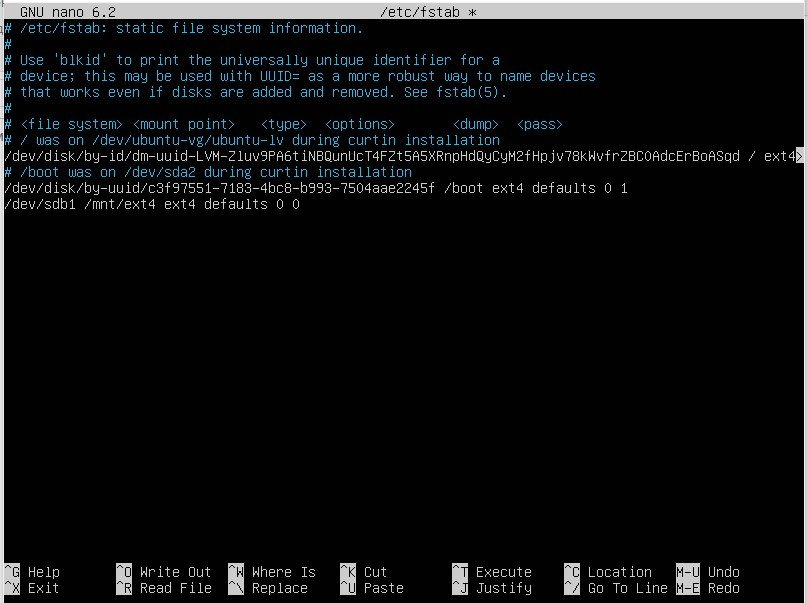 GNU nano 6.2 /etc/fstab *
# /etc/fstab: static file system information.
#
# Use 'blkid' to print the universally unique identifier for a
# device; this may be used with UUID= as a more robust way to name devices
# that works even if disks are added and removed. See fstab(5).
#
# <file system> <mount point> <type> <options> <dump> <pass>
# / was on /dev/ubuntu-vg/ubuntu-lv during curtin installation
/dev/disk/by-id/dm-uuid-LVM-Zluv9PA6tiNBQunUcT4FZt5A5XRnpHdQyCyM2fHpjv78kWvfrZBCOAdcErBoASqd / ext4>
# /boot was on /dev/sda2 during curtin installation
/dev/disk/by-uuid/c3f97551-7183-4bc8-b993-7504aae2245f /boot ext4 defaults 0 1
/dev/sdb1 /mnt/ext4 ext4 defaults 0 0
^G Help ^O Write Out ^W Where Is ^K Cut ^T Execute ^C Location M-U Undo
^X Exit ^R Read File ^\ Replace ^U Paste ^J Justify ^/ Go To Line M-E Redo